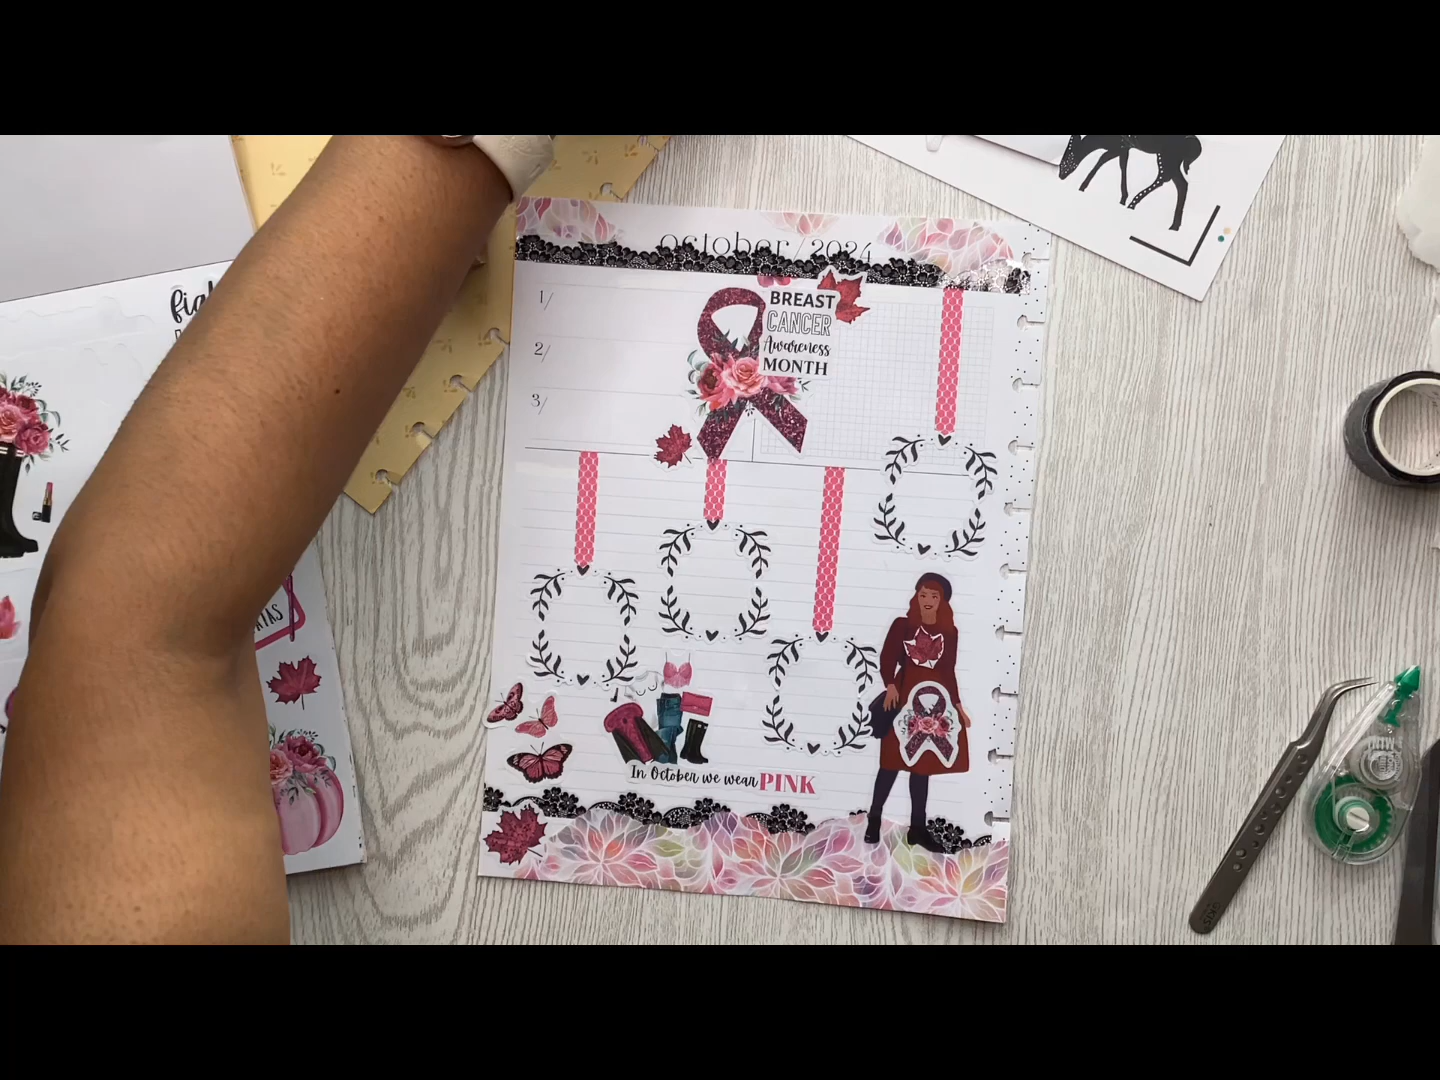 october/2024
1/
2/
3/
BREAST
CANCER
Awareness
MONTH
In October we wear PINK